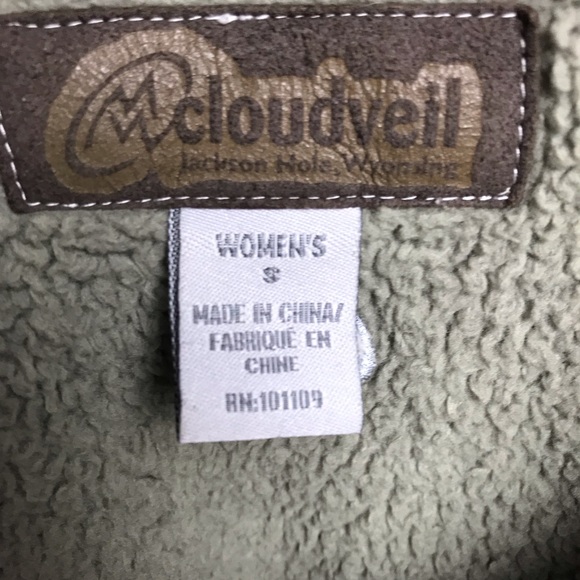 cloudveil
Jackson Hole, Wyoming
WOMEN'S
S
MADE IN CHINA/
FABRIQUÉ EN
CHINE
RN:101109